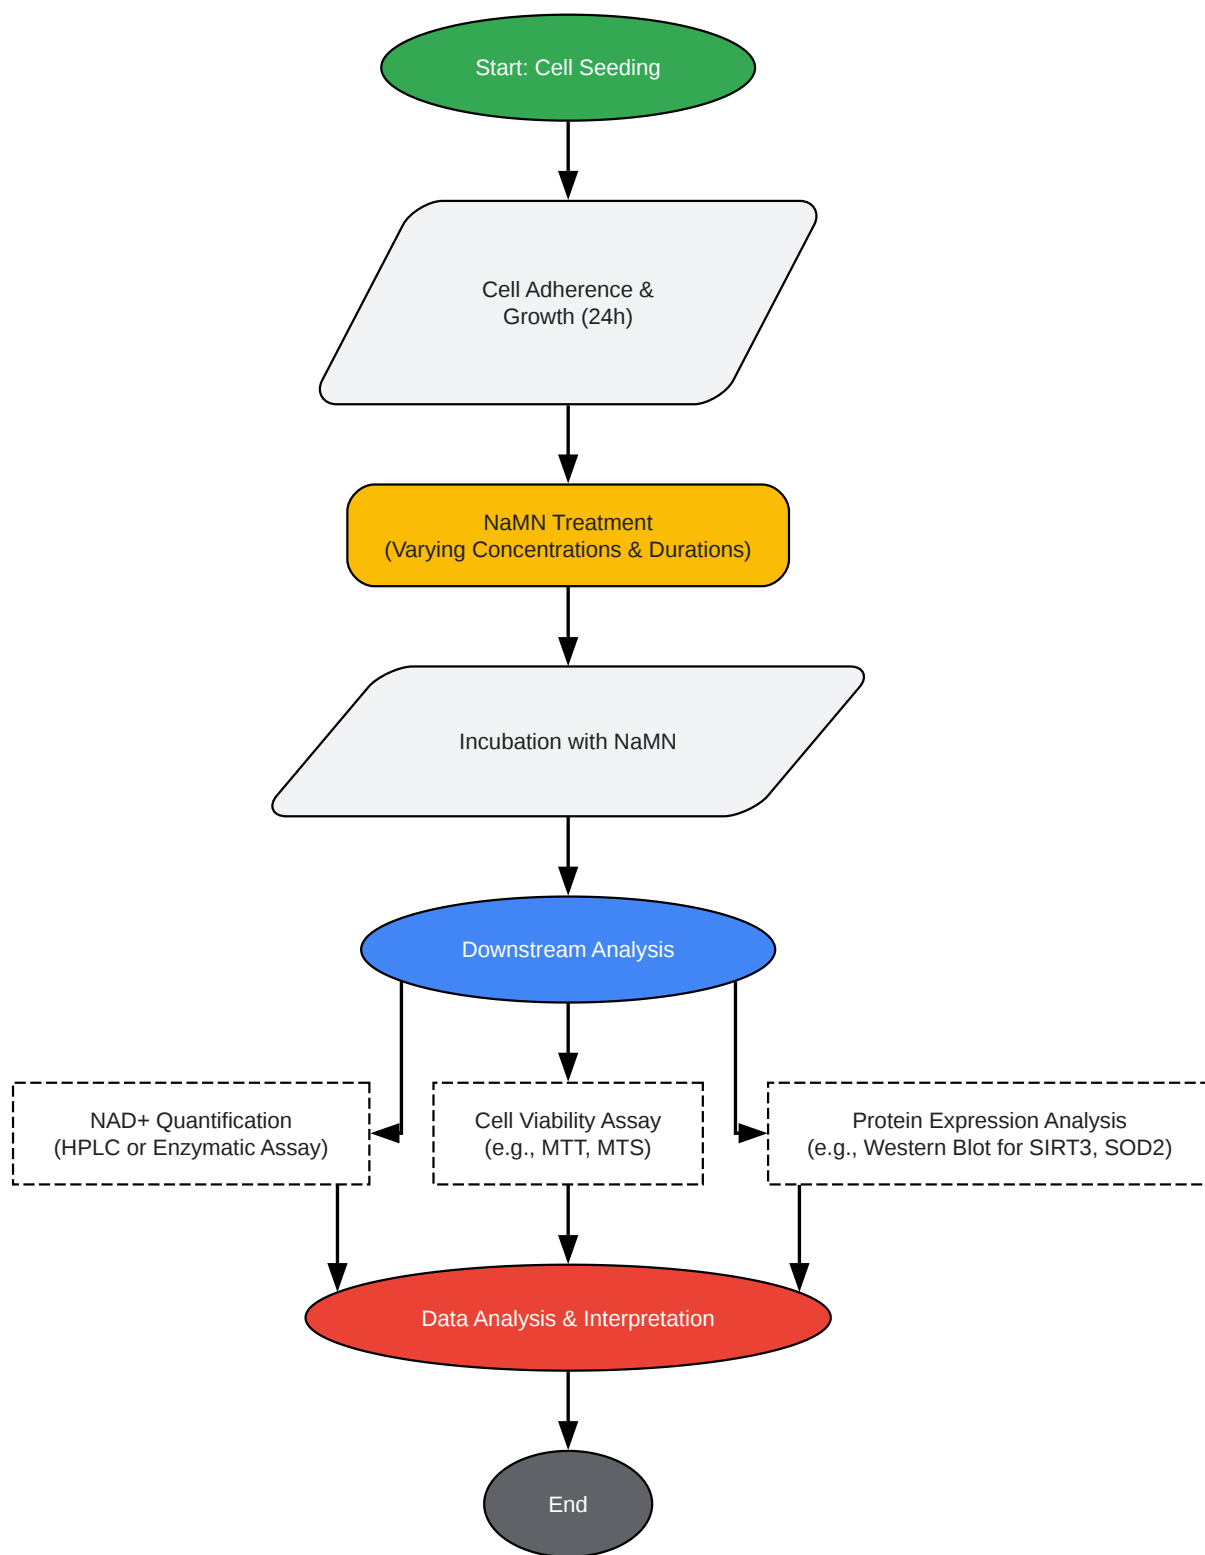 Start: Cell Seeding
Cell Adherence &
Growth (24h)
NaMN Treatment
(Varying Concentrations & Durations)
Incubation with NaMN
Downstream Analysis
NAD+ Quantification
(HPLC or Enzymatic Assay)
Cell Viability Assay
(e.g., MTT, MTS)
Protein Expression Analysis
(e.g., Western Blot for SIRT3, SOD2)
Data Analysis & Interpretation
End